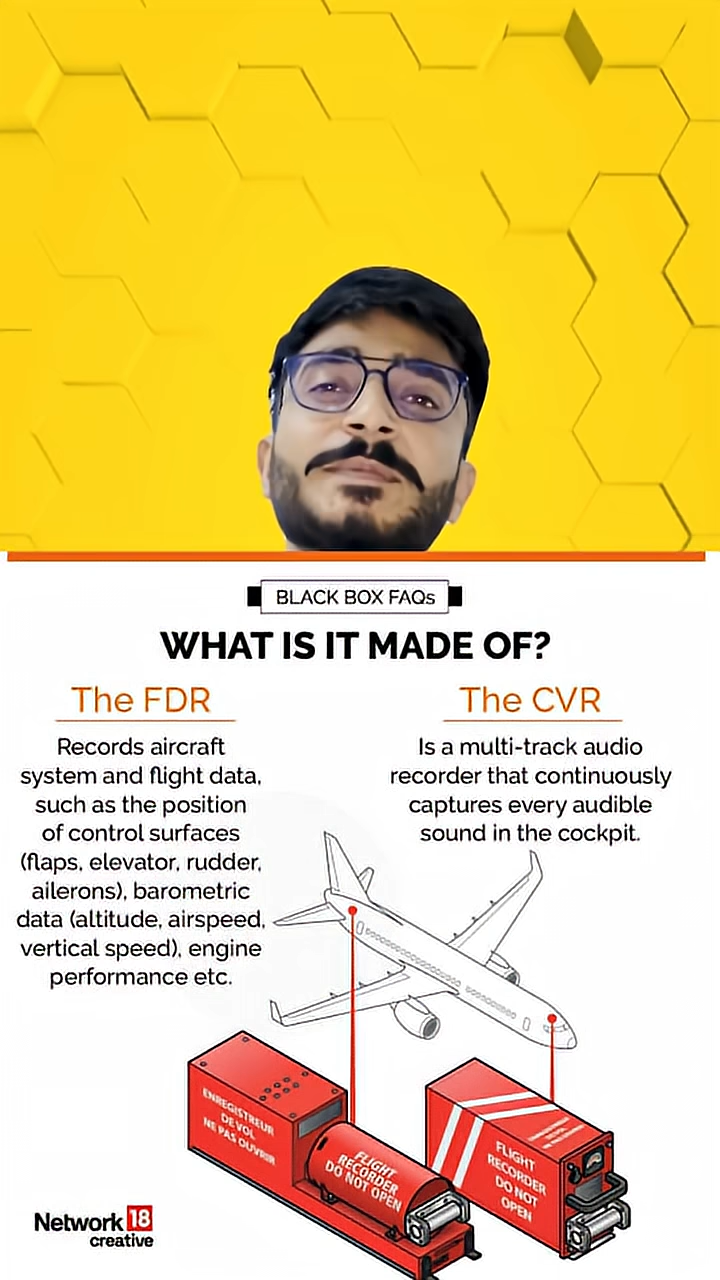 BLACK BOX FAQs
WHAT IS IT MADE OF?
The FDR
Records aircraft
system and flight data,
such as the position
of control surfaces
(flaps, elevator, rudder,
ailerons), barometric
data (altitude, airspeed,
vertical speed), engine
performance etc.
The CVR
Is a multi-track audio
recorder that continuously
captures every audible
sound in the cockpit.
ENREGISTREUR
DE VOL
NE PAS OUVRIR
FLIGHT
RECORDER
DO NOT OPEN
FLIGHT
RECORDER
DO NOT
OPEN
Network 18
creative